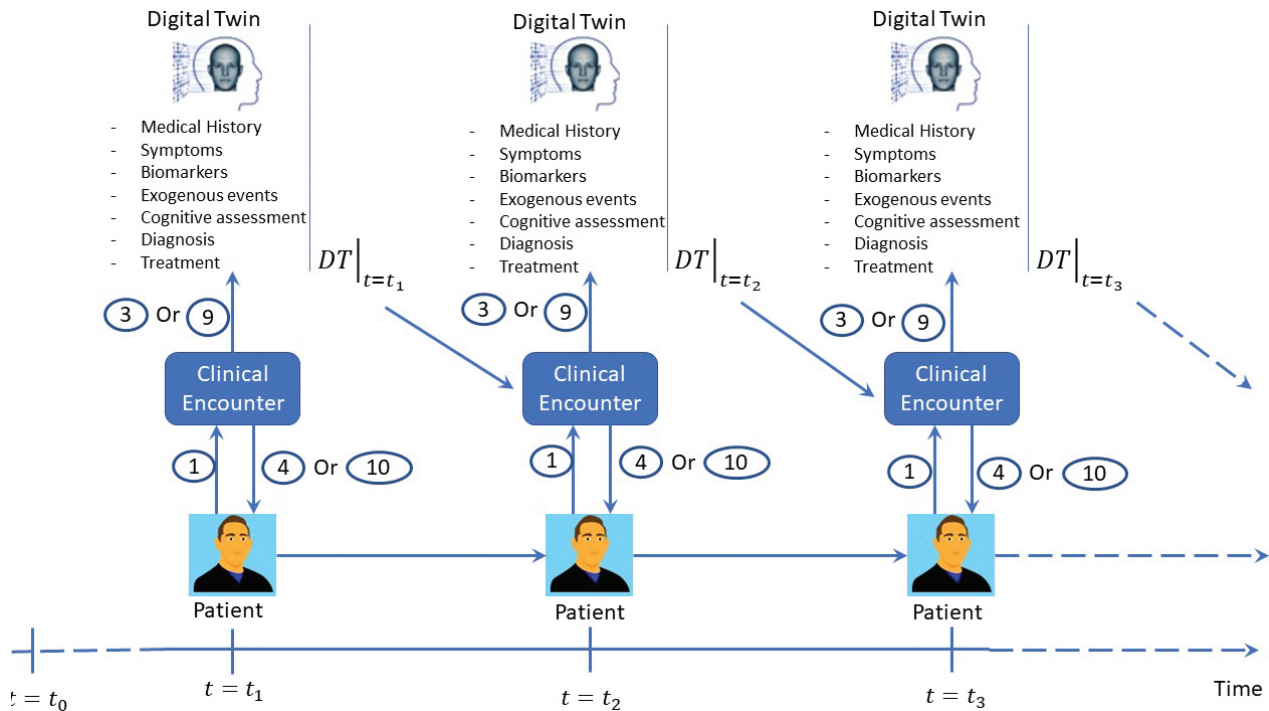 Digital Twin
- Medical History
- Symptoms
- Biomarkers
- Exogenous events
- Cognitive assessment
- Diagnosis
- Treatment
DT|t=t1
3 Or 9
Clinical
Encounter
1
4 Or 10
Patient
Digital Twin
- Medical History
- Symptoms
- Biomarkers
- Exogenous events
- Cognitive assessment
- Diagnosis
- Treatment
DT|t=t2
3 Or 9
Clinical
Encounter
1
4 Or 10
Patient
Digital Twin
- Medical History
- Symptoms
- Biomarkers
- Exogenous events
- Cognitive assessment
- Diagnosis
- Treatment
DT|t=t3
3 Or 9
Clinical
Encounter
1
4 Or 10
Patient
t = t0
t = t1
t = t2
t = t3
Time